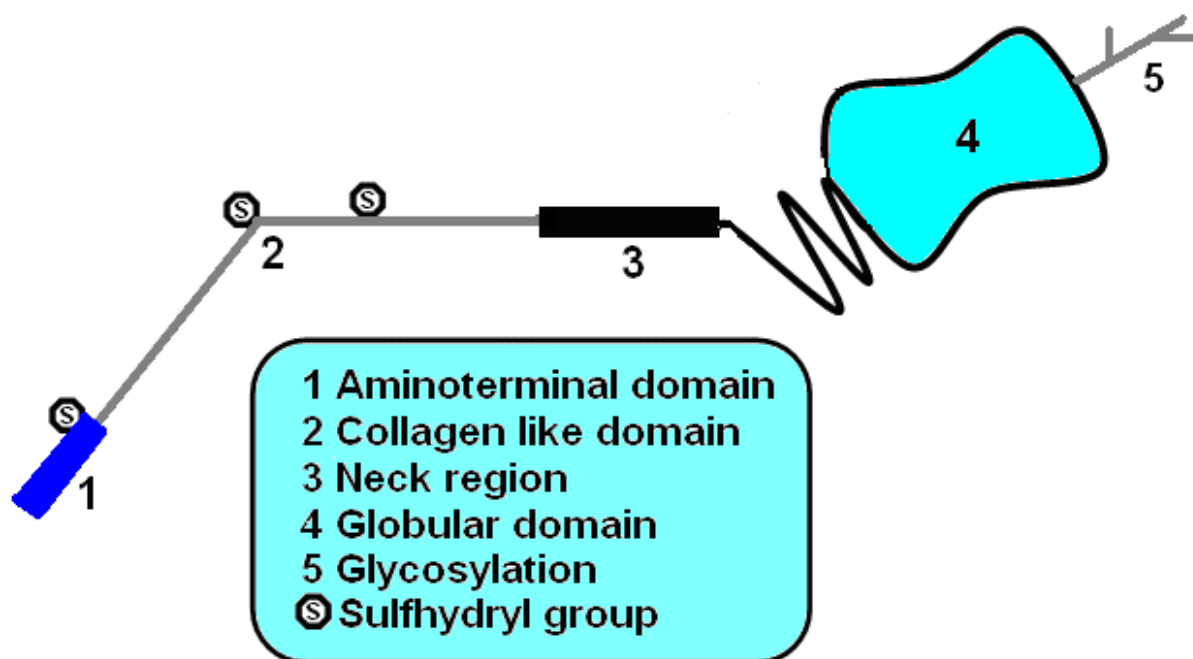 5
4
S
S
2
3
S
1
1 Aminoterminal domain
2 Collagen like domain
3 Neck region
4 Globular domain
5 Glycosylation
S Sulfhydryl group